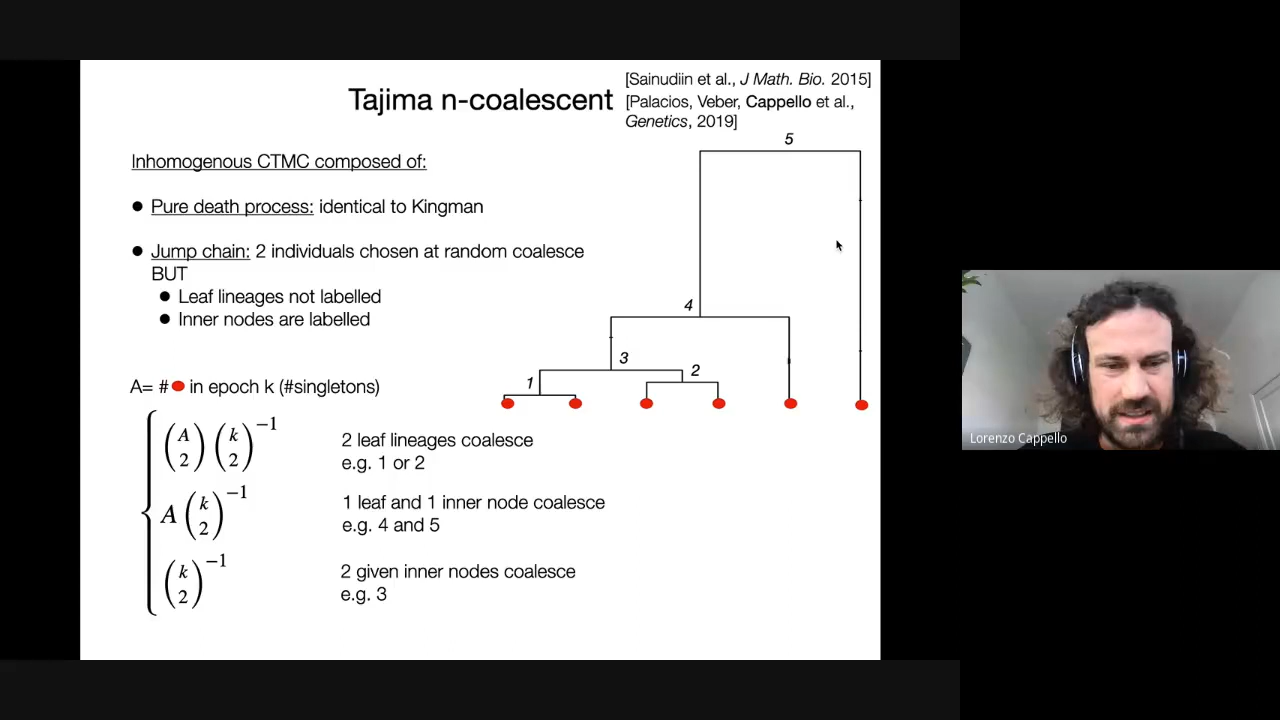 Tajima n-coalescent
[Sainudiin et al., J Math. Bio. 2015]
[Palacios, Veber, Cappello et al.,
Genetics, 2019]
Inhomogenous CTMC composed of:
● Pure death process: identical to Kingman
● Jump chain: 2 individuals chosen at random coalesce
BUT
● Leaf lineages not labelled
● Inner nodes are labelled
5
4
3
2
1
A= # in epoch k (#singletons)
(A 2) (k 2)^−1 2 leaf lineages coalesce
e.g. 1 or 2
A (k 2)^−1 1 leaf and 1 inner node coalesce
e.g. 4 and 5
(k 2)^−1 2 given inner nodes coalesce
e.g. 3
Lorenzo Cappello